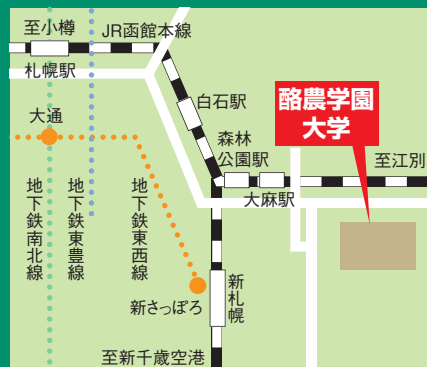 至小樽
JR函館本線
札幌駅
大通
白石駅
酪農学園
大学
森林
公園駅
至江別
大麻駅
地下鉄南北線
地下鉄東豊線
地下鉄東西線
新札幌
新さっぽろ
至新千歳空港